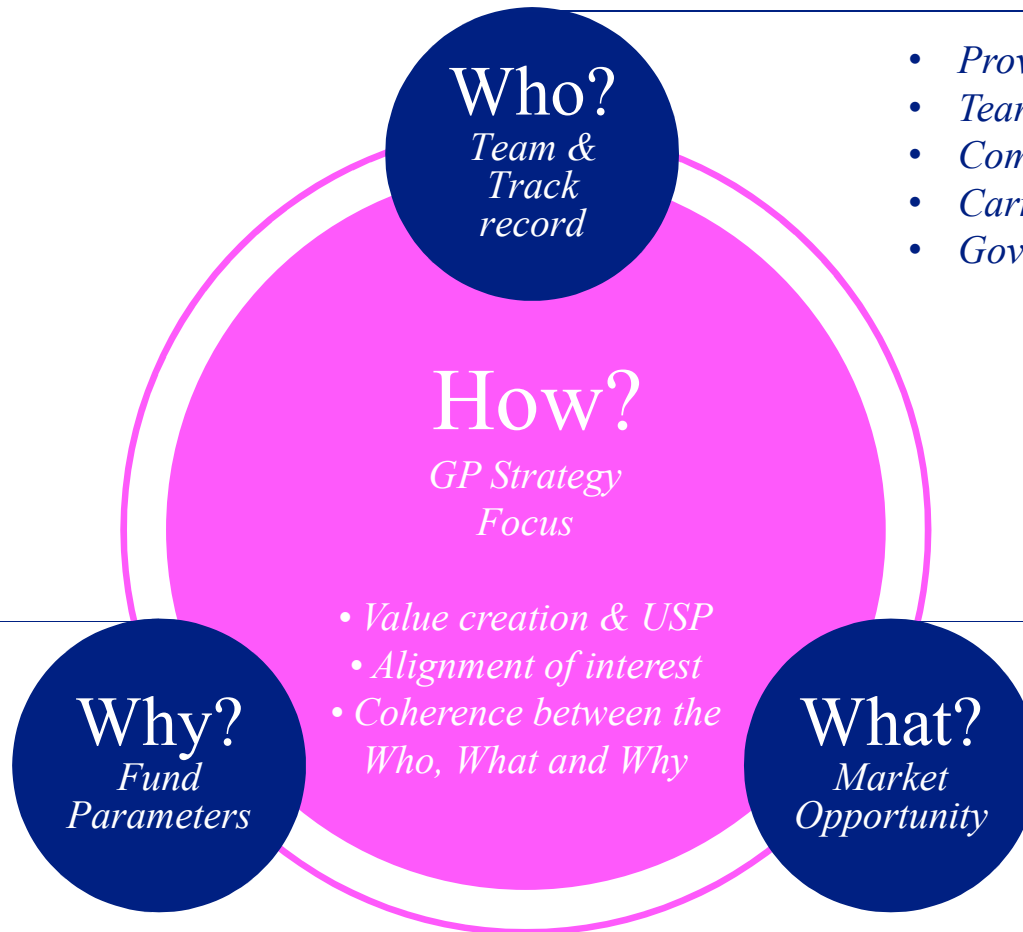 Who?
Team &
Track
record
How?
GP Strategy
Focus
• Value creation & USP
• Alignment of interest
• Coherence between the
Who, What and Why
Why?
Fund
Parameters
What?
Market
Opportunity